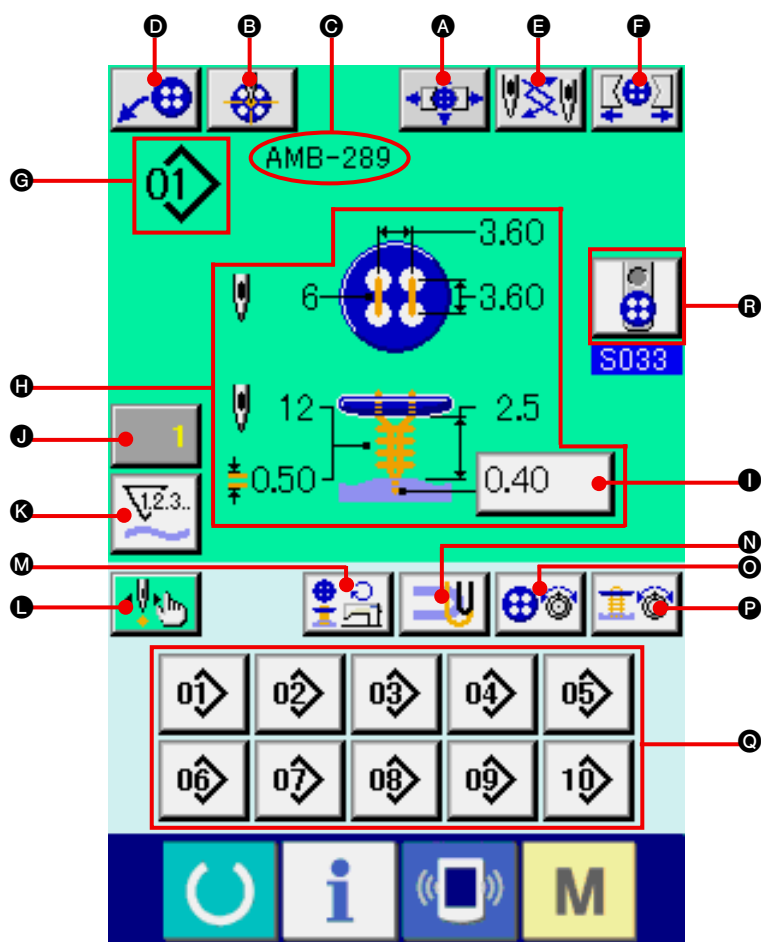 D B C A E F
AMB-289
G 01
3.60
6 3.60
R
S033
H
12 2.5
J 1
0.50 0.40 I
K 1.2.3..
M N O
L P
01 02 03 04 05
Q
06 07 08 09 10
i M